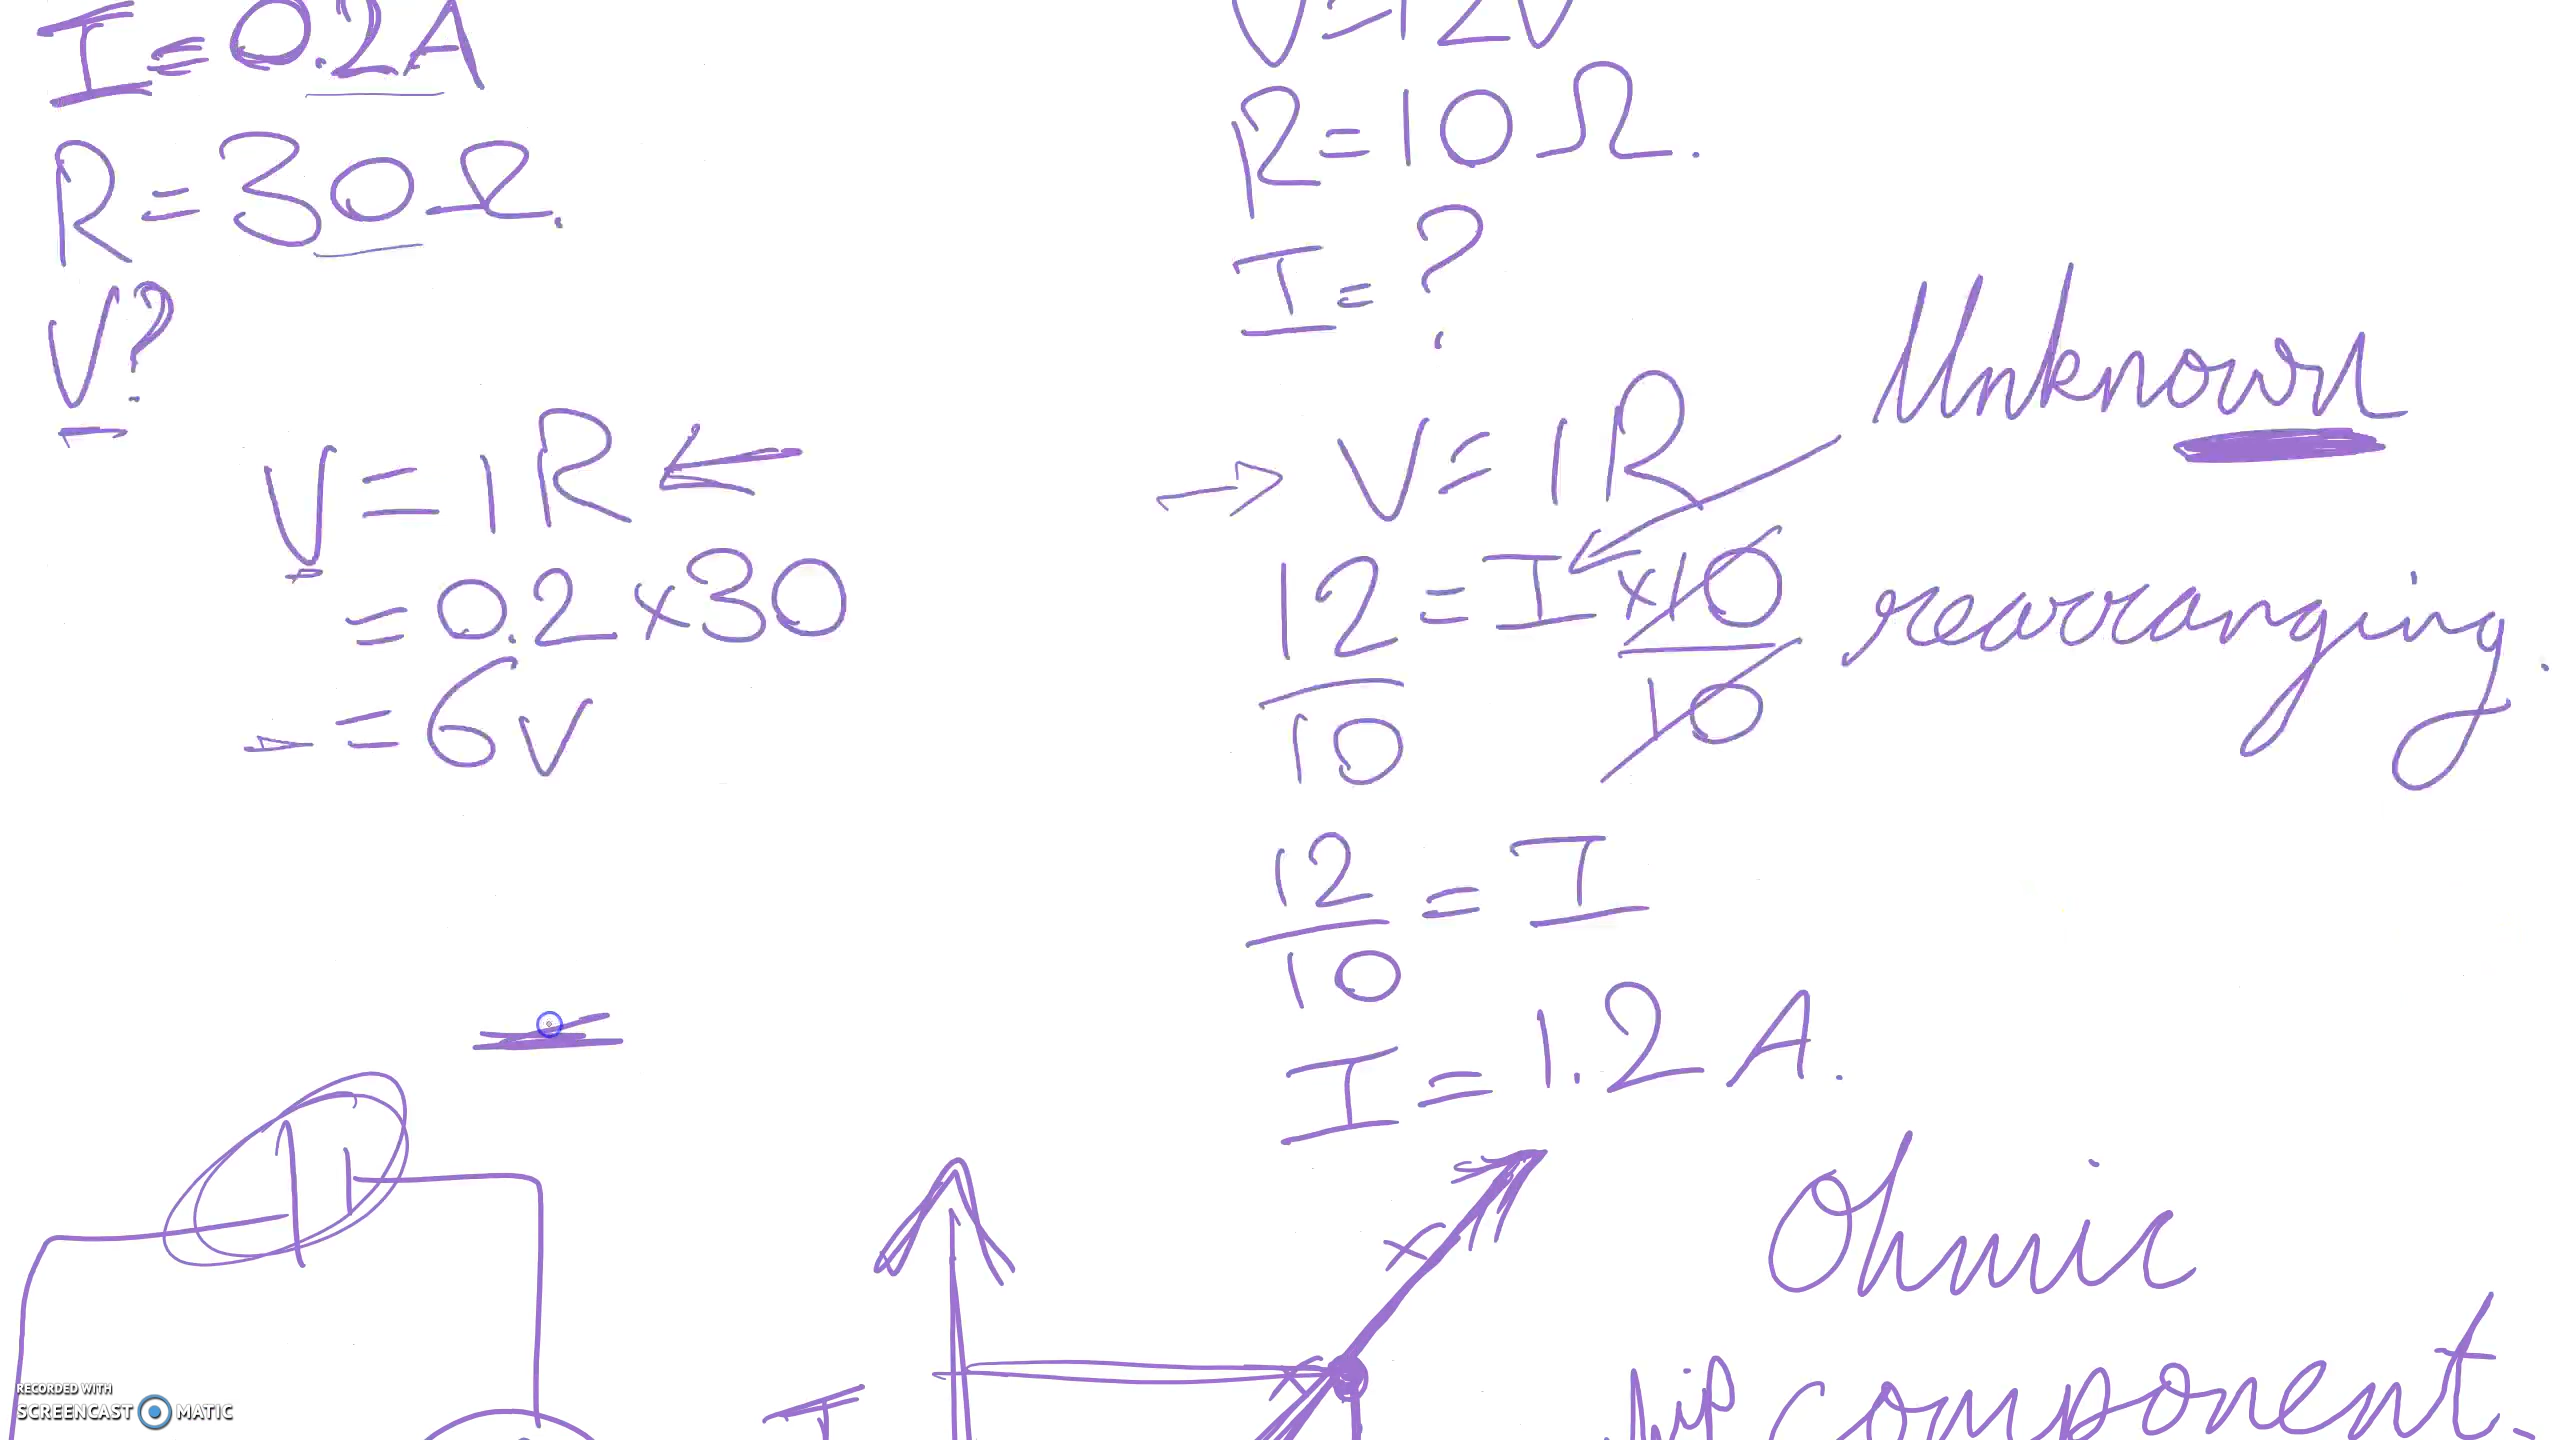 I = 0.2A
R = 30Ω.
V?
V = IR
= 0.2 × 30
= 6V
V = 12V
R = 10Ω.
I = ?
V = IR
Unknown
12 = I × 10
10 10
rearranging.
12 = I
10
I = 1.2 A.
Ohmic
component.
I
RECORDED WITH
SCREENCAST MATIC